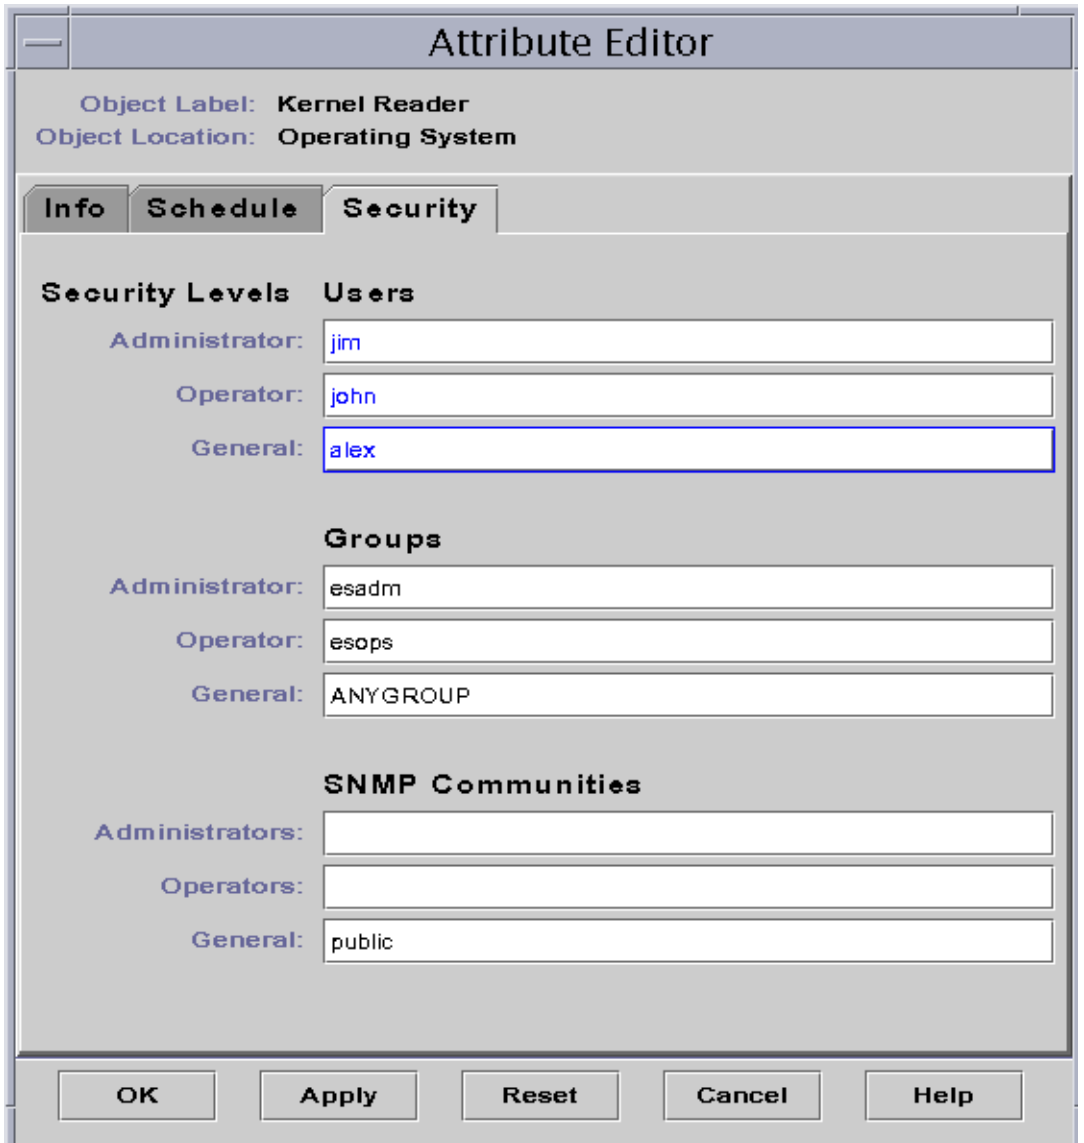 Attribute Editor
Object Label: Kernel Reader
Object Location: Operating System
Info Schedule Security
Security Levels Users
Administrator: jim
Operator: john
General: alex
Groups
Administrator: esadm
Operator: esops
General: ANYGROUP
SNMP Communities
Administrators:
Operators:
General: public
OK Apply Reset Cancel Help